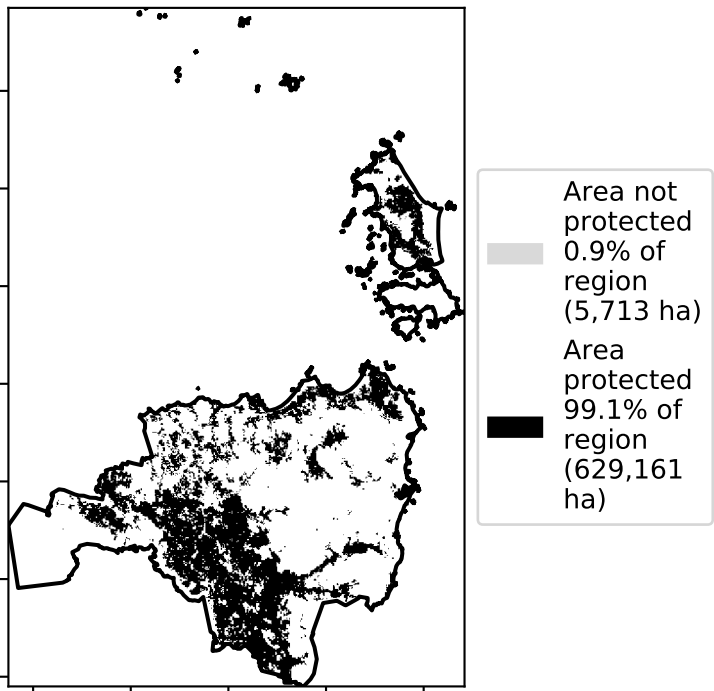 Area not
protected
0.9% of
region
(5,713 ha)
Area
protected
99.1% of
region
(629,161
ha)